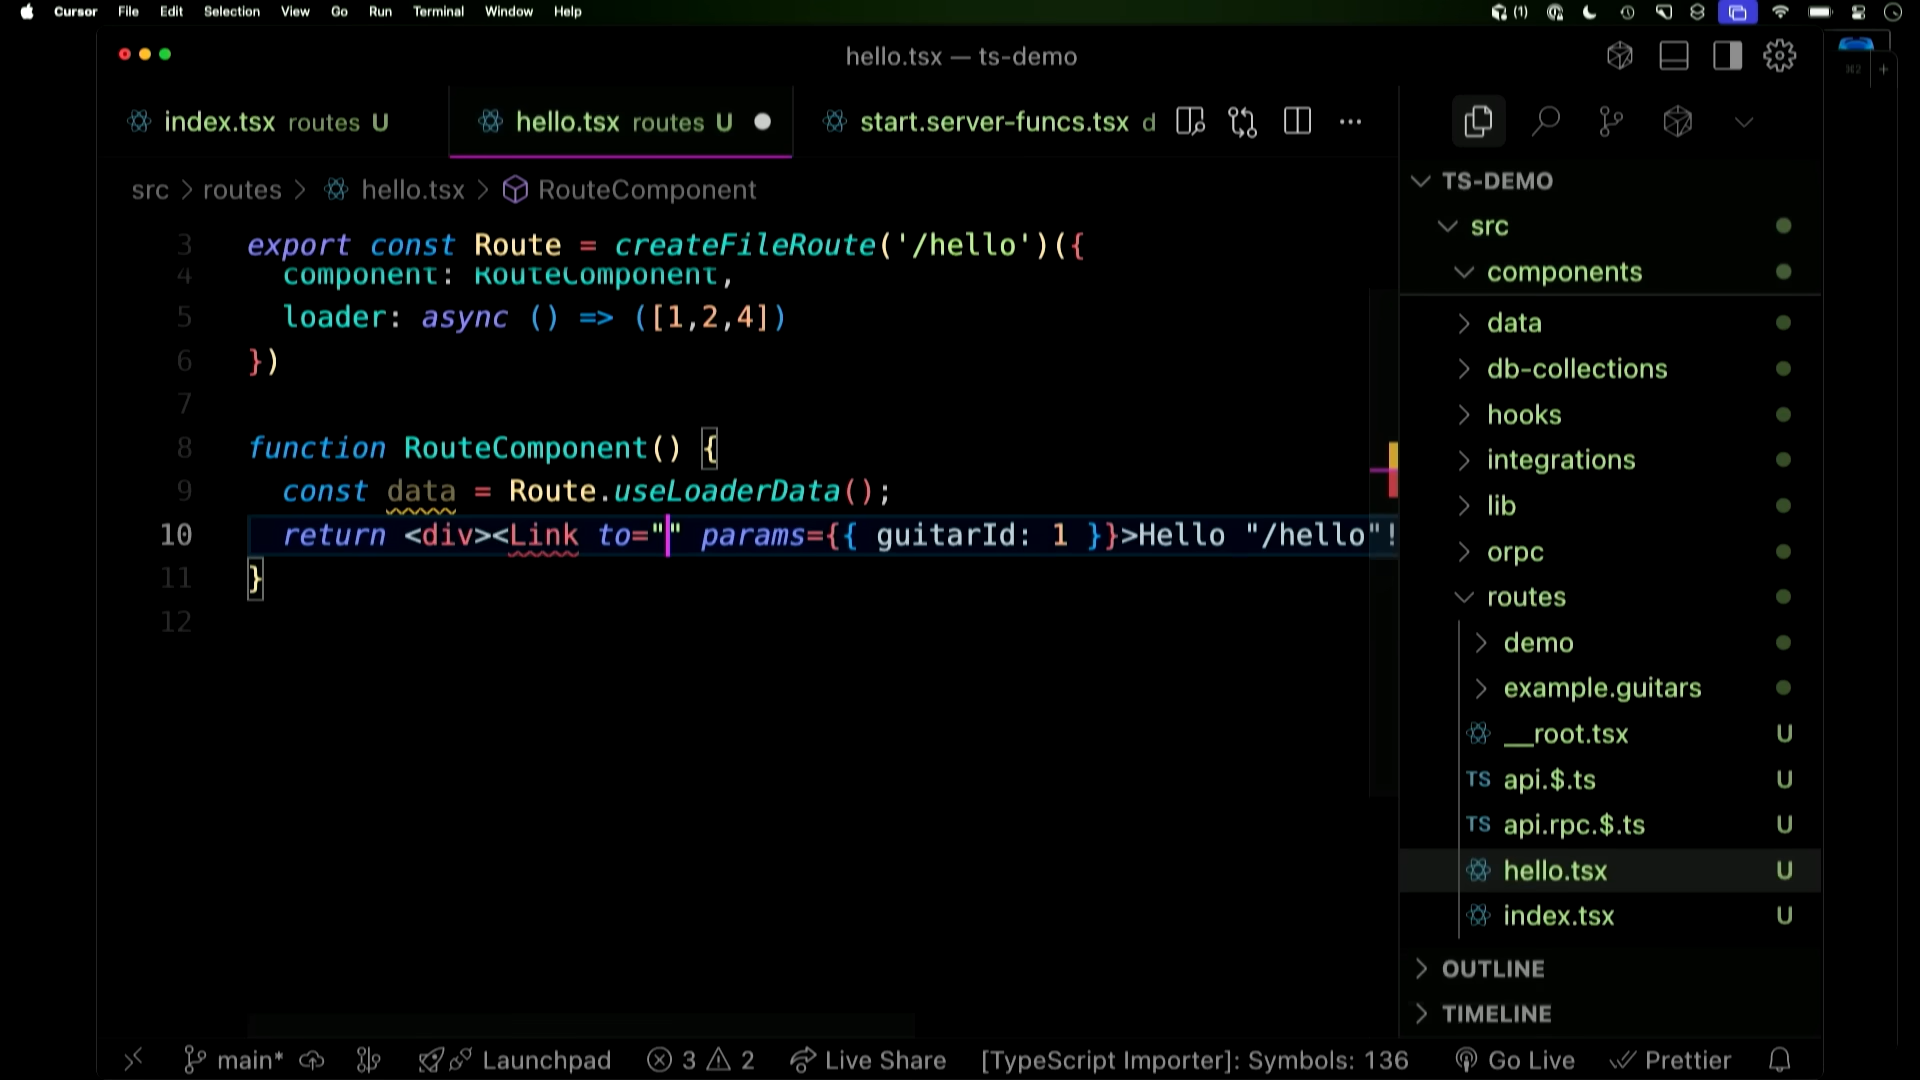 Cursor File Edit Selection View Go Run Terminal Window Help (1)
hello.tsx — ts-demo
⌘2 +
index.tsx routes U hello.tsx routes U start.server-funcs.tsx d
src > routes > hello.tsx > RouteComponent
3 export const Route = createFileRoute('/hello')({
4 component: RouteComponent,
5 loader: async () => ([1,2,4])
6 })
7
8 function RouteComponent() {
9 const data = Route.useLoaderData();
10 return <div><Link to="" params={{ guitarId: 1 }}>Hello "/hello"!
11 }
12
TS-DEMO
src
components
data
db-collections
hooks
integrations
lib
orpc
routes
demo
example.guitars
__root.tsx U
TS api.$.ts U
TS api.rpc.$.ts U
hello.tsx U
index.tsx U
OUTLINE
TIMELINE
main* Launchpad 3 2 Live Share [TypeScript Importer]: Symbols: 136 Go Live Prettier